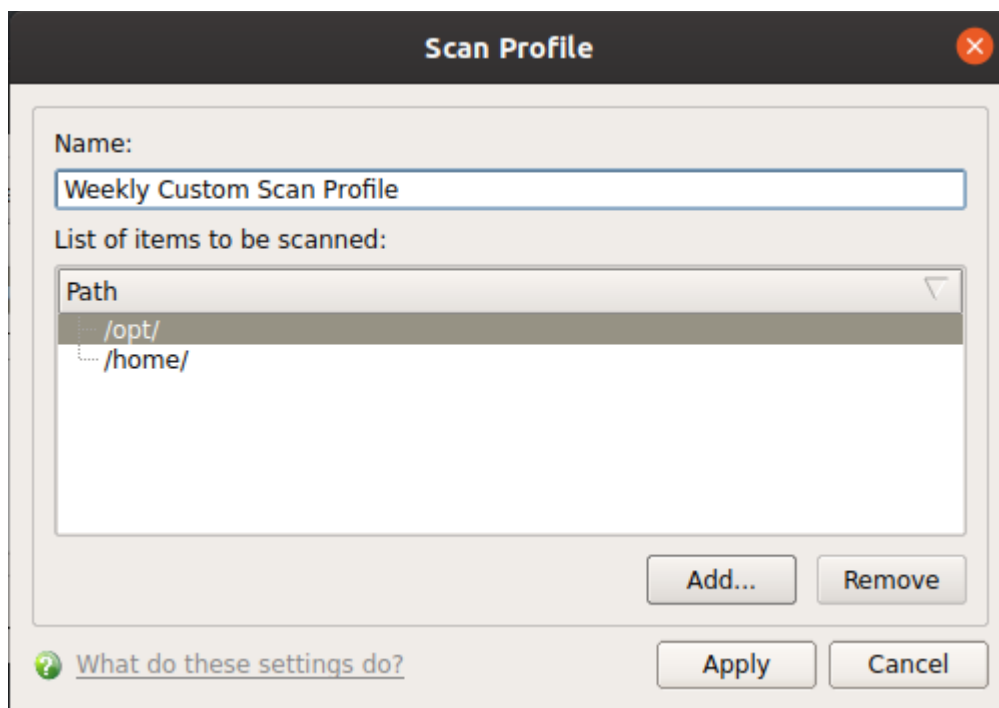 Scan Profile
Name:
Weekly Custom Scan Profile
List of items to be scanned:
Path
/opt/
/home/
Add... Remove
What do these settings do? Apply Cancel